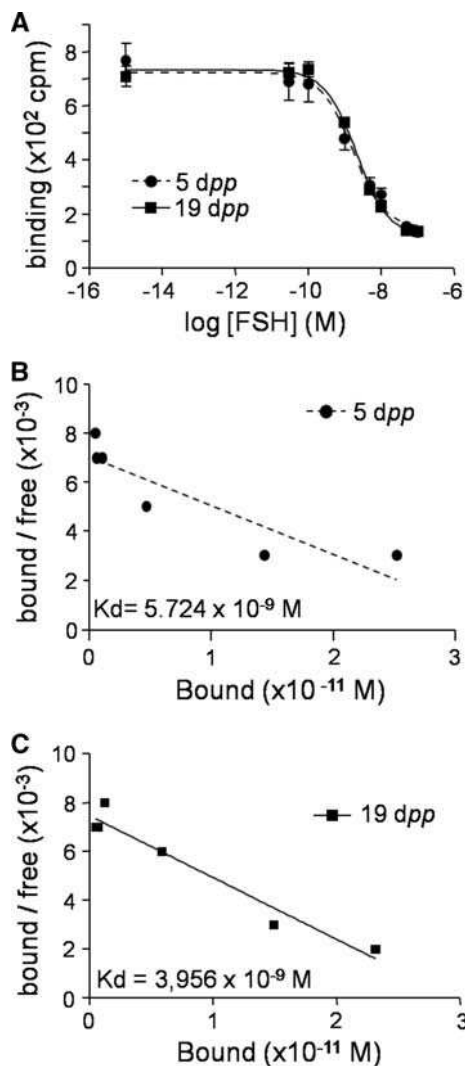 A
binding (x10² cpm)
10
8
6
4
2
0
5 dpp
19 dpp
-16 -14 -12 -10 -8 -6
log [FSH] (M)
B
bound / free (x10⁻³)
10
8
6
4
2
0
5 dpp
Kd= 5.724 x 10⁻⁹ M
0 1 2 3
Bound (x10⁻¹¹ M)
C
bound / free (x10⁻³)
10
8
6
4
2
0
19 dpp
Kd = 3,956 x 10⁻⁹ M
0 1 2 3
Bound (x10⁻¹¹ M)